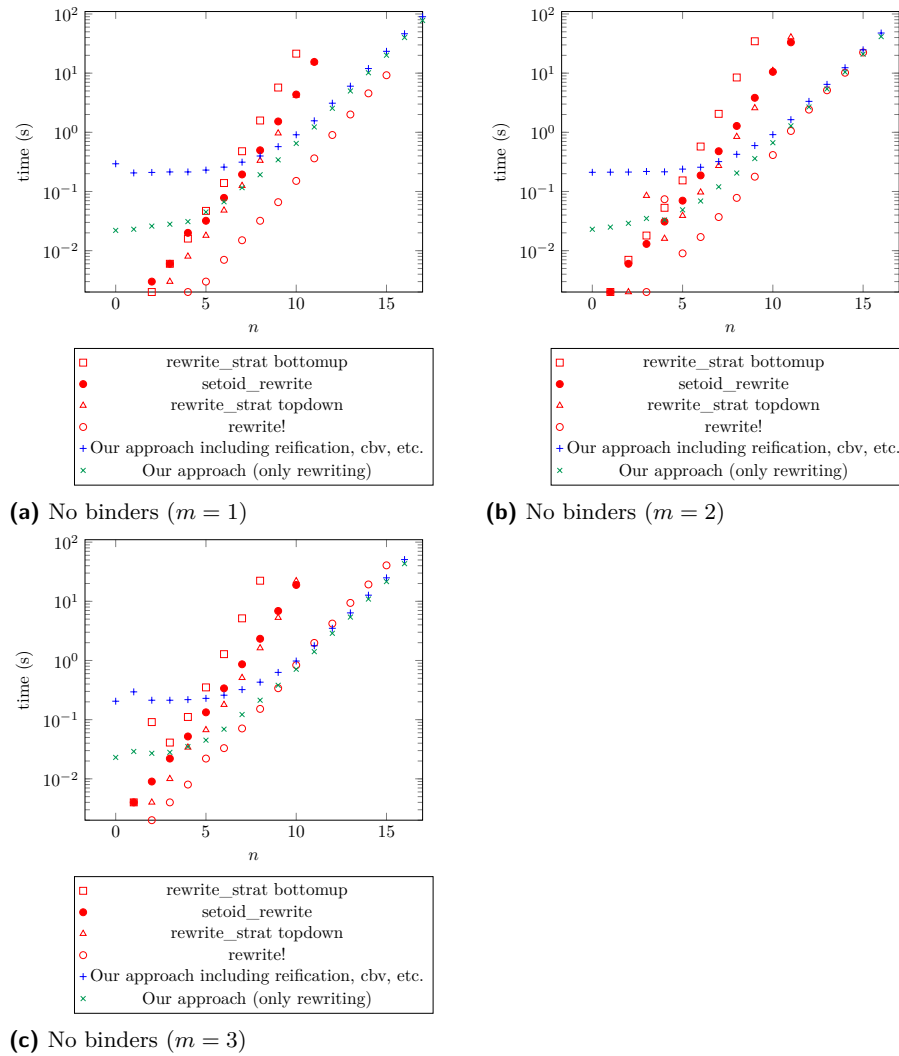 10^2
10^1
10^0
10^−1
10^−2
time (s)
0 5 10 15
n
rewrite_strat bottomup
setoid_rewrite
rewrite_strat topdown
rewrite!
Our approach including reification, cbv, etc.
Our approach (only rewriting)
(a) No binders (m = 1)
10^2
10^1
10^0
10^−1
10^−2
time (s)
0 5 10 15
n
rewrite_strat bottomup
setoid_rewrite
rewrite_strat topdown
rewrite!
Our approach including reification, cbv, etc.
Our approach (only rewriting)
(b) No binders (m = 2)
10^2
10^1
10^0
10^−1
10^−2
time (s)
0 5 10 15
n
rewrite_strat bottomup
setoid_rewrite
rewrite_strat topdown
rewrite!
Our approach including reification, cbv, etc.
Our approach (only rewriting)
(c) No binders (m = 3)